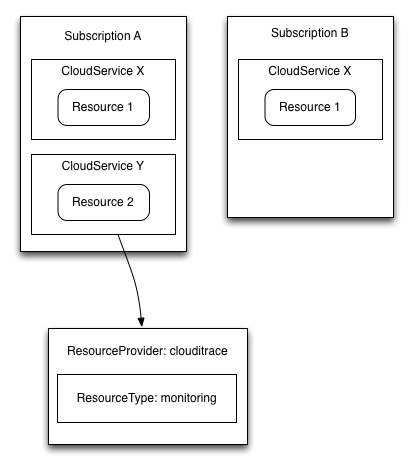 Subscription A
CloudService X
Resource 1
CloudService Y
Resource 2
Subscription B
CloudService X
Resource 1
ResourceProvider: clouditrace
ResourceType: monitoring